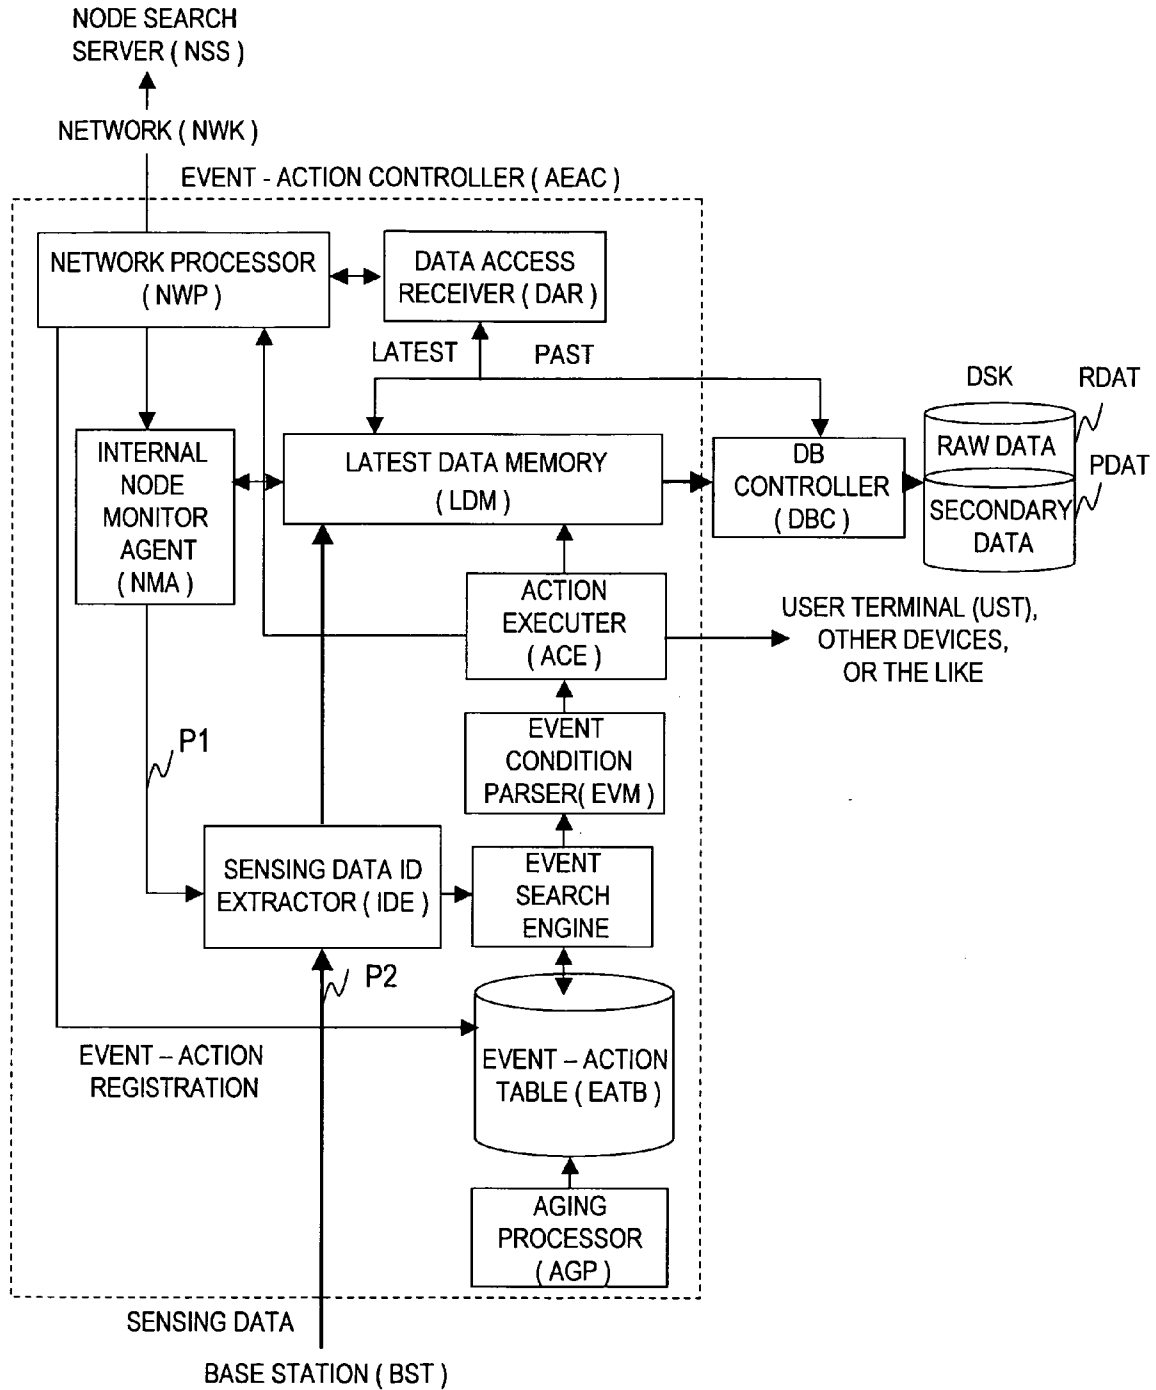 NODE SEARCH
SERVER ( NSS )
NETWORK ( NWK )
EVENT - ACTION CONTROLLER ( AEAC )
NETWORK PROCESSOR
( NWP )
DATA ACCESS
RECEIVER ( DAR )
LATEST
PAST
DSK
RDAT
RAW DATA
PDAT
SECONDARY
DATA
INTERNAL
NODE
MONITOR
AGENT
( NMA )
LATEST DATA MEMORY
( LDM )
DB
CONTROLLER
( DBC )
ACTION
EXECUTER
( ACE )
USER TERMINAL (UST),
OTHER DEVICES,
OR THE LIKE
P1
EVENT
CONDITION
PARSER( EVM )
SENSING DATA ID
EXTRACTOR ( IDE )
EVENT
SEARCH
ENGINE
P2
EVENT – ACTION
REGISTRATION
EVENT – ACTION
TABLE ( EATB )
AGING
PROCESSOR
( AGP )
SENSING DATA
BASE STATION ( BST )